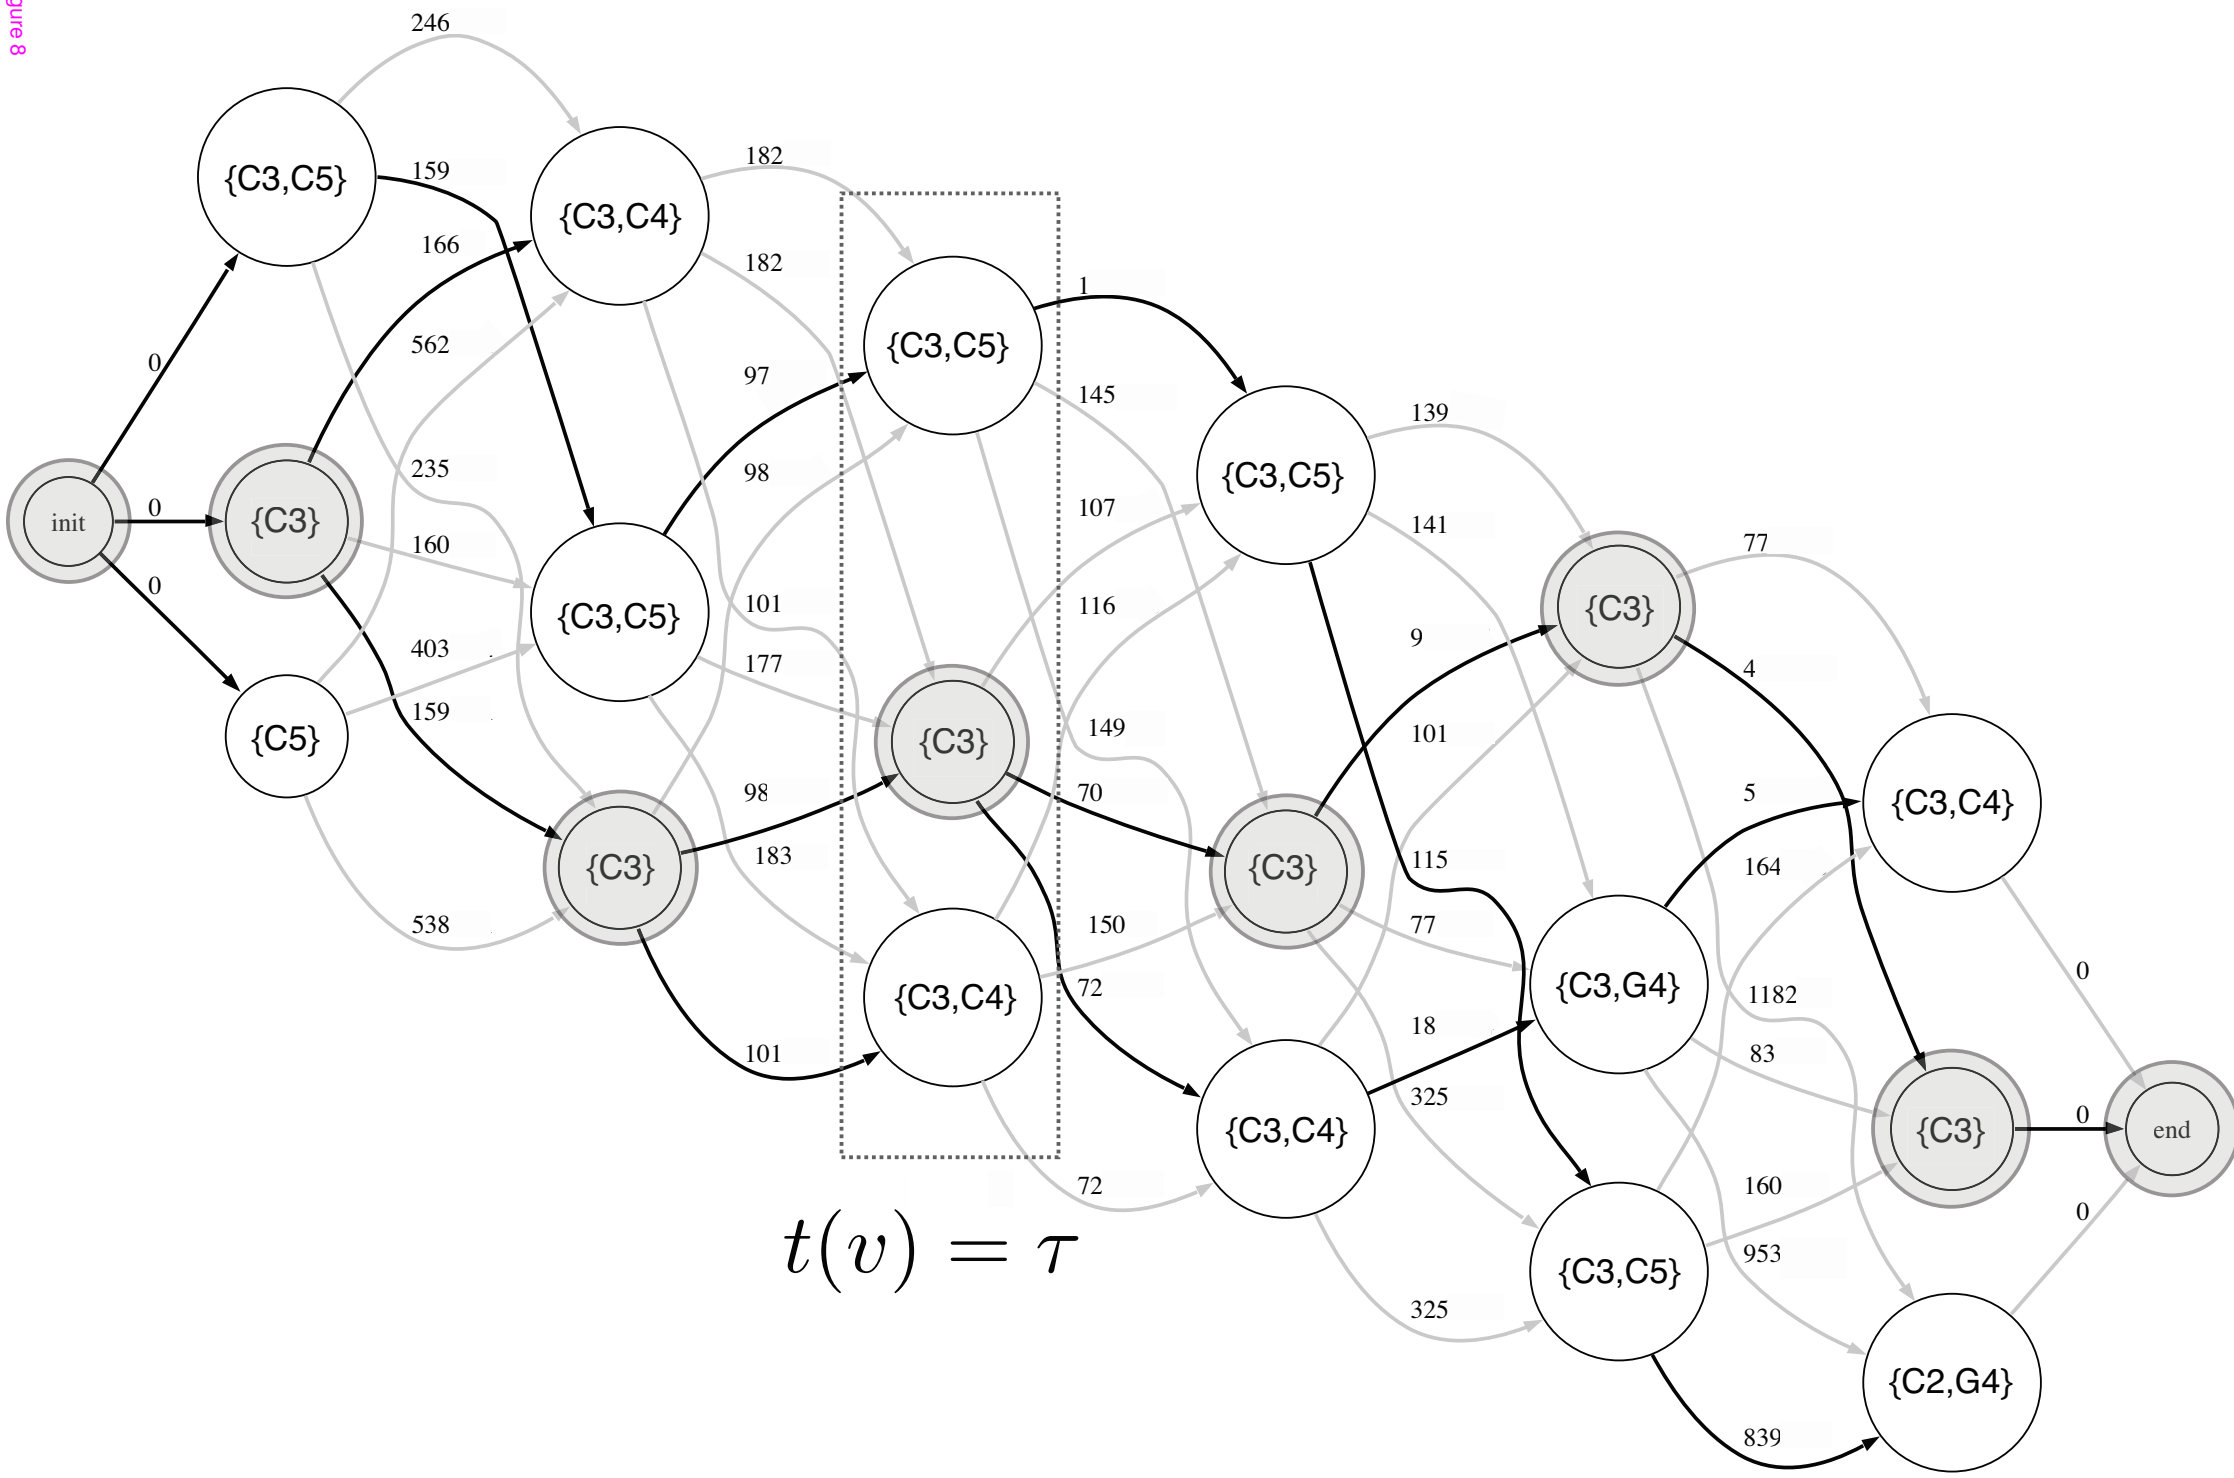 gure 8
init
0
0
0
{C3,C5}
{C3}
{C5}
246
159
166
562
235
160
403
159
538
{C3,C4}
{C3,C5}
{C3}
182
182
97
98
101
177
98
183
101
{C3,C5}
{C3}
{C3,C4}
t(v) = τ
1
145
107
116
149
70
150
72
72
{C3,C5}
{C3}
{C3,C4}
139
141
9
101
115
77
18
325
325
{C3}
{C3,G4}
{C3,C5}
77
4
5
164
1182
83
160
953
839
{C3,C4}
{C3}
{C2,G4}
0
0
0
end